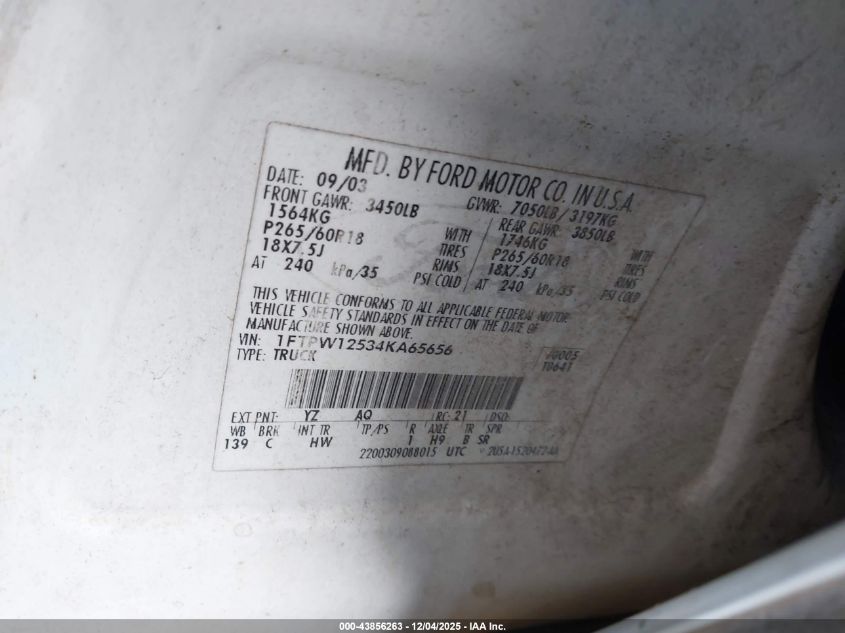 MFD. BY FORD MOTOR CO. IN U.S.A.
DATE: 09/03 GVWR: 7050LB / 3197KG
FRONT GAWR: 3450LB REAR GAWR: 3850LB
1564KG WITH 1746KG WITH
P265/60R18 TIRES P265/60R18 TIRES
18X7.5J RIMS 18X7.5J RIMS
AT 240 kPa/35 PSI COLD AT 240 kPa/35 PSI COLD
THIS VEHICLE CONFORMS TO ALL APPLICABLE FEDERAL MOTOR
VEHICLE SAFETY STANDARDS IN EFFECT ON THE DATE OF
MANUFACTURE SHOWN ABOVE.
VIN: 1FTPW12534KA65656
TYPE: TRUCK T0641
EXT PNT: YZ AQ RC: 21 DSO:
WB BRK INT TR TP/PS R AXLE TR SPR
139 C HW 1 H9 B SR
2200309088015 UTC
000-43856263 - 12/04/2025 - IAA Inc.